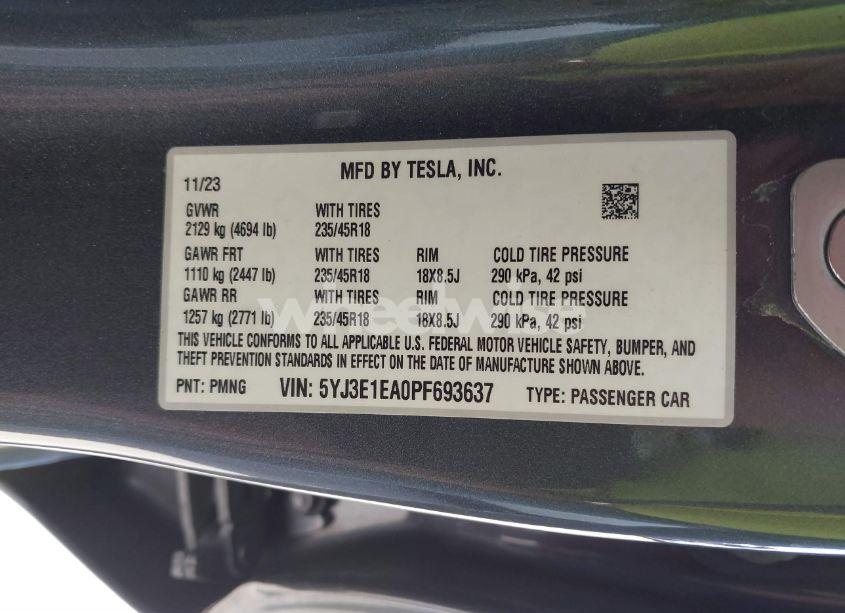 MFD BY TESLA, INC.
11/23
GVWR WITH TIRES
2129 kg (4694 lb) 235/45R18
GAWR FRT WITH TIRES RIM COLD TIRE PRESSURE
1110 kg (2447 lb) 235/45R18 18X8.5J 290 kPa, 42 psi
GAWR RR WITH TIRES RIM COLD TIRE PRESSURE
1257 kg (2771 lb) 235/45R18 18X8.5J 290 kPa, 42 psi
wheelwise
THIS VEHICLE CONFORMS TO ALL APPLICABLE U.S. FEDERAL MOTOR VEHICLE SAFETY, BUMPER, AND
THEFT PREVENTION STANDARDS IN EFFECT ON THE DATE OF MANUFACTURE SHOWN ABOVE.
PNT: PMNG VIN: 5YJ3E1EA0PF693637 TYPE: PASSENGER CAR